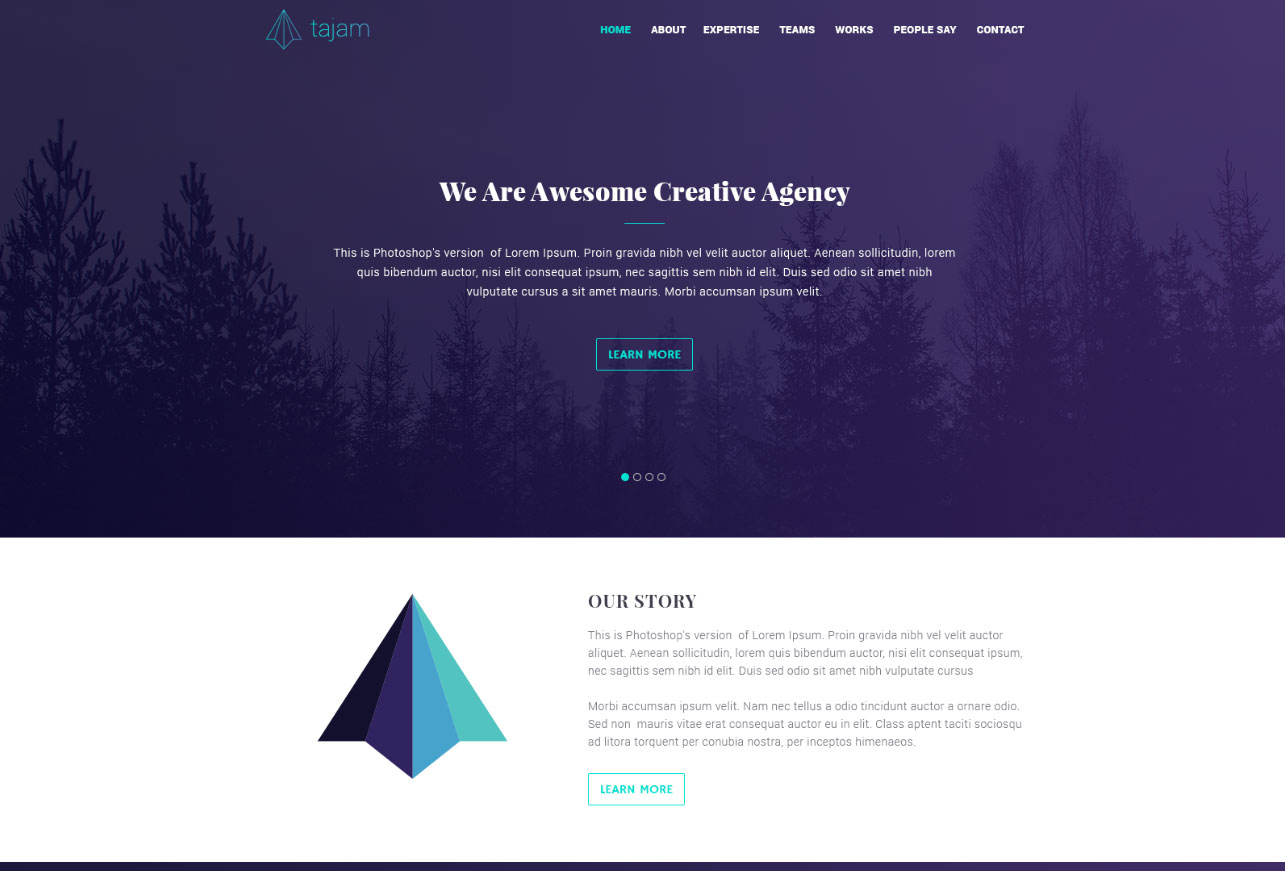 tajam
HOME ABOUT EXPERTISE TEAMS WORKS PEOPLE SAY CONTACT
We Are Awesome Creative Agency
This is Photoshop's version of Lorem Ipsum. Proin gravida nibh vel velit auctor aliquet. Aenean sollicitudin, lorem
quis bibendum auctor, nisi elit consequat ipsum, nec sagittis sem nibh id elit. Duis sed odio sit amet nibh
vulputate cursus a sit amet mauris. Morbi accumsan ipsum velit.
LEARN MORE
OUR STORY
This is Photoshop's version of Lorem Ipsum. Proin gravida nibh vel velit auctor
aliquet. Aenean sollicitudin, lorem quis bibendum auctor, nisi elit consequat ipsum,
nec sagittis sem nibh id elit. Duis sed odio sit amet nibh vulputate cursus
Morbi accumsan ipsum velit. Nam nec tellus a odio tincidunt auctor a ornare odio.
Sed non mauris vitae erat consequat auctor eu in elit. Class aptent taciti sociosqu
ad litora torquent per conubia nostra, per inceptos himenaeos.
LEARN MORE